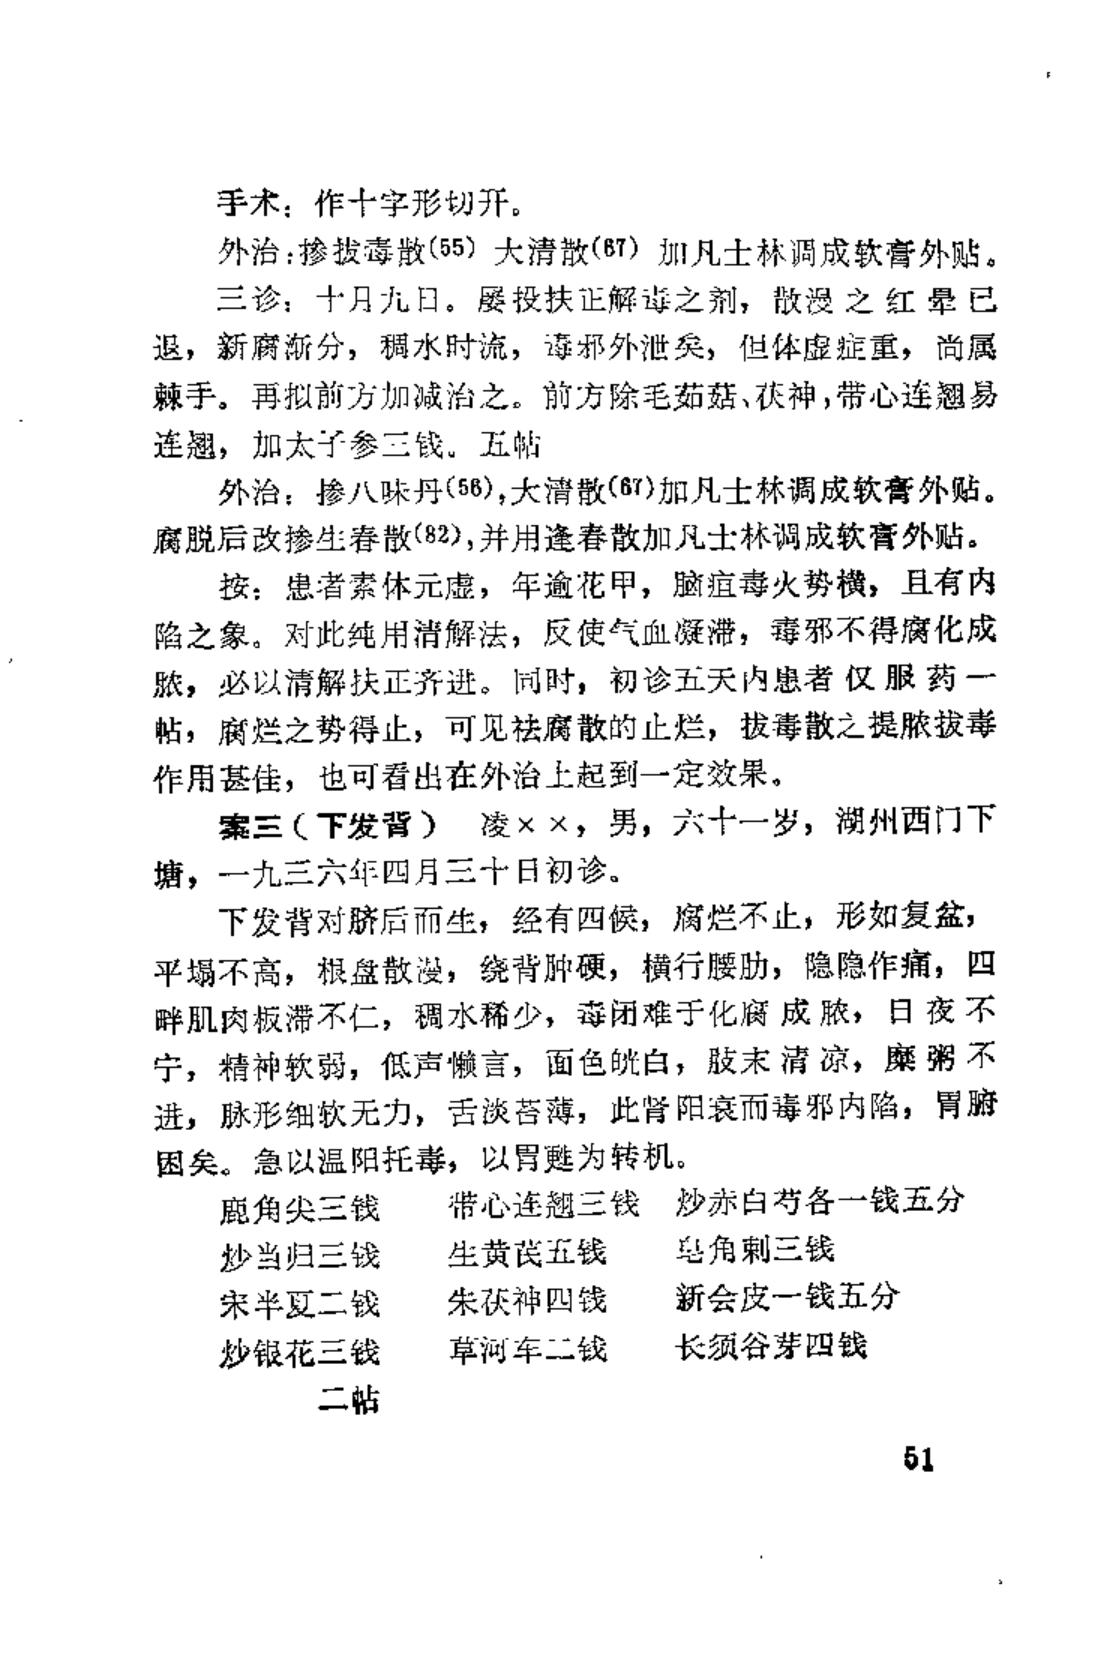 手术：作十字形切开。
外治：掺拔毒散(55) 大清散(67) 加凡士林调成软膏外贴。
三诊：十月九日。屡投扶正解毒之剂，散漫之红晕已
退，新腐渐分，稠水时流，毒邪外泄矣，但体虚症重，尚属
棘手。再拟前方加减治之。前方除毛茹菇、茯神，带心连翘易
连翘，加太子参三钱。五帖
外治：掺八味丹(56)，大清散(67)加凡士林调成软膏外贴。
腐脱后改掺生春散(82)，并用逢春散加凡士林调成软膏外贴。
按：患者素体元虚，年逾花甲，脑疽毒火势横，且有内
陷之象。对此纯用清解法，反使气血凝滞，毒邪不得腐化成
脓，必以清解扶正齐进。同时，初诊五天内患者仅服药一
帖，腐烂之势得止，可见祛腐散的止烂，拔毒散之提脓拔毒
作用甚佳，也可看出在外治上起到一定效果。
案三（下发背） 凌××，男，六十一岁，湖州西门下
塘，一九三六年四月三十日初诊。
下发背对脐后而生，经有四候，腐烂不止，形如复盆，
平塌不高，根盘散漫，绕背肿硬，横行腰肋，隐隐作痛，四
畔肌肉板滞不仁，稠水稀少，毒闭难于化腐成脓，日夜不
宁，精神软弱，低声懒言，面色㿠白，肢末清凉，糜粥不
进，脉形细软无力，舌淡苔薄，此肾阳衰而毒邪内陷，胃腑
困矣。急以温阳托毒，以胃甦为转机。
鹿角尖三钱 带心连翘三钱 炒赤白芍各一钱五分
炒当归三钱 生黄芪五钱 皂角刺三钱
宋半夏二钱 朱茯神四钱 新会皮一钱五分
炒银花三钱 草河车二钱 长须谷芽四钱
二帖
51